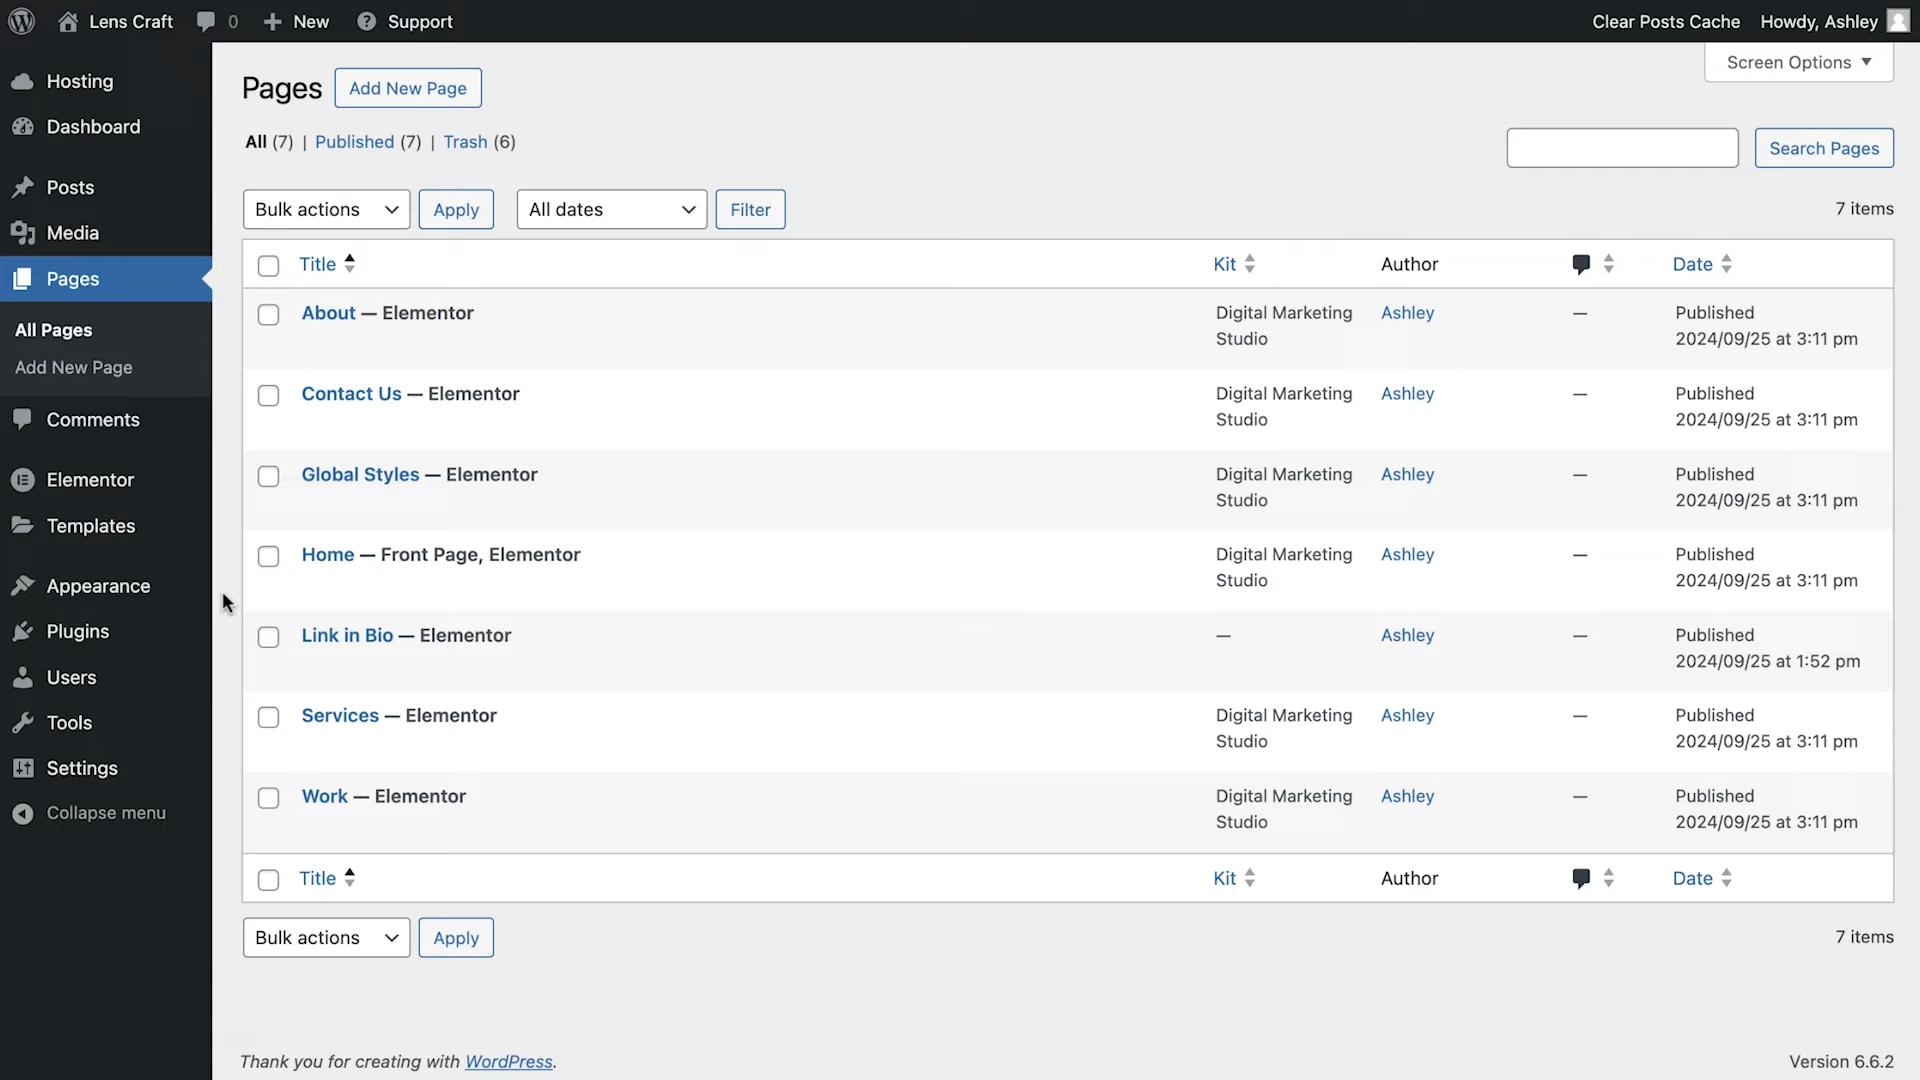 Lens Craft 0 New Support Clear Posts Cache Howdy, Ashley
Hosting
Dashboard
Posts
Media
Pages
All Pages
Add New Page
Comments
Elementor
Templates
Appearance
Plugins
Users
Tools
Settings
Collapse menu
Screen Options
Pages Add New Page
All (7) | Published (7) | Trash (6)
Search Pages
Bulk actions Apply All dates Filter 7 items
Title Kit Author Date
About — Elementor Digital Marketing Ashley — Published
Studio 2024/09/25 at 3:11 pm
Contact Us — Elementor Digital Marketing Ashley — Published
Studio 2024/09/25 at 3:11 pm
Global Styles — Elementor Digital Marketing Ashley — Published
Studio 2024/09/25 at 3:11 pm
Home — Front Page, Elementor Digital Marketing Ashley — Published
Studio 2024/09/25 at 3:11 pm
Link in Bio — Elementor — Ashley — Published
2024/09/25 at 1:52 pm
Services — Elementor Digital Marketing Ashley — Published
Studio 2024/09/25 at 3:11 pm
Work — Elementor Digital Marketing Ashley — Published
Studio 2024/09/25 at 3:11 pm
Title Kit Author Date
Bulk actions Apply 7 items
Thank you for creating with WordPress. Version 6.6.2